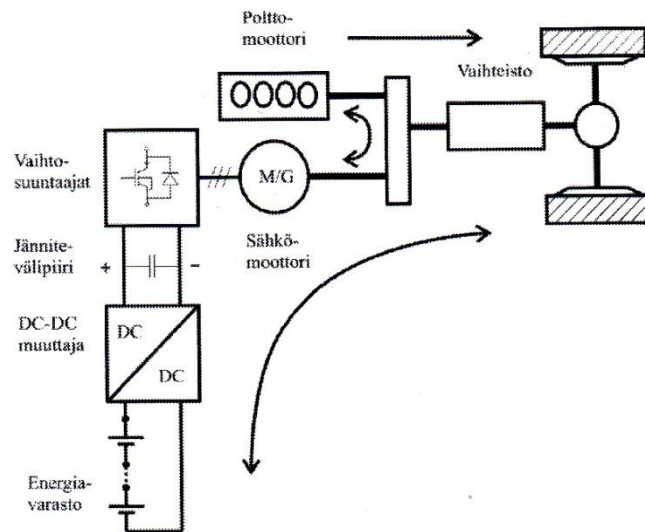 Poltto-
moottori
Vaihteisto
Vaihto-
suuntaajat
M/G
Jännite-
välipiiri
+
-
Sähkö-
moottori
DC-DC
muuttaja
DC
DC
Energia-
varasto